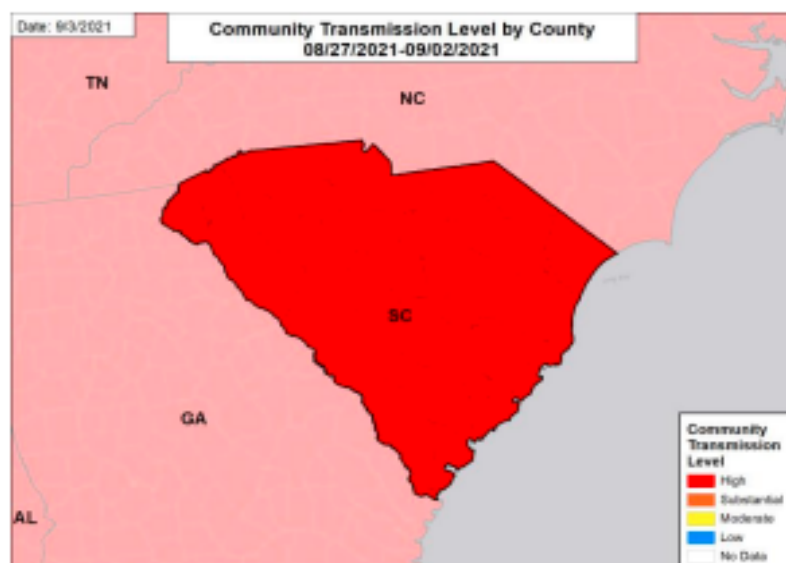 Date: 9/3/2021
Community Transmission Level by County
08/27/2021-09/02/2021
TN
NC
SC
GA
AL
Community
Transmission
Level
High
Substantial
Moderate
Low
No Data